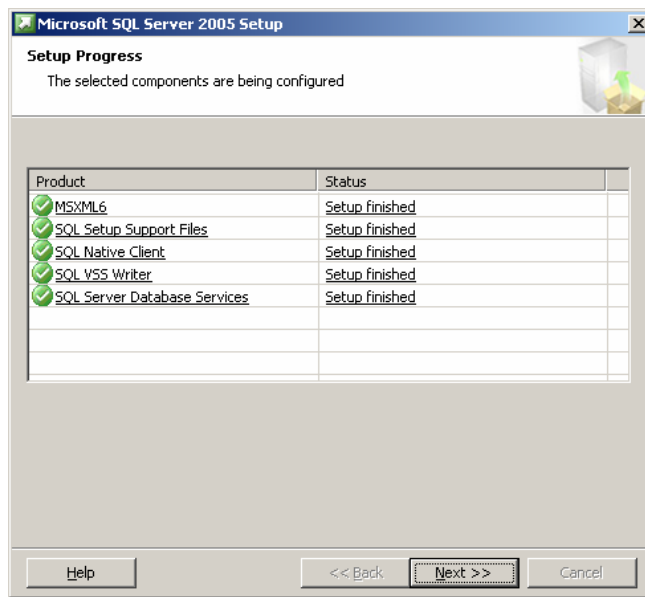 Microsoft SQL Server 2005 Setup
Setup Progress
The selected components are being configured
Product Status
MSXML6 Setup finished
SQL Setup Support Files Setup finished
SQL Native Client Setup finished
SQL VSS Writer Setup finished
SQL Server Database Services Setup finished
Help << Back Next >> Cancel